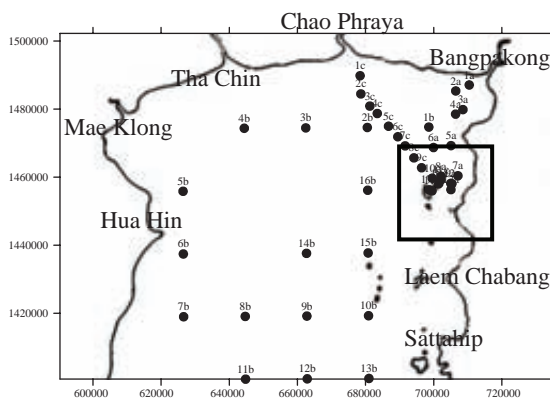 Chao Phraya
1500000
Bangpakong
1c
1a
Tha Chin
2c
2a
1480000
3c
4c
3a
4a
Mae Klong
4b
3b
2b
5c
1b
6c
7c
6a
5a
8c
1460000
9c
7a
5b
16b
Hua Hin
6b
14b
15b
1440000
Laem Chabang
7b
8b
9b
10b
1420000
Sattahip
11b
12b
13b
600000 620000 640000 660000 680000 700000 720000